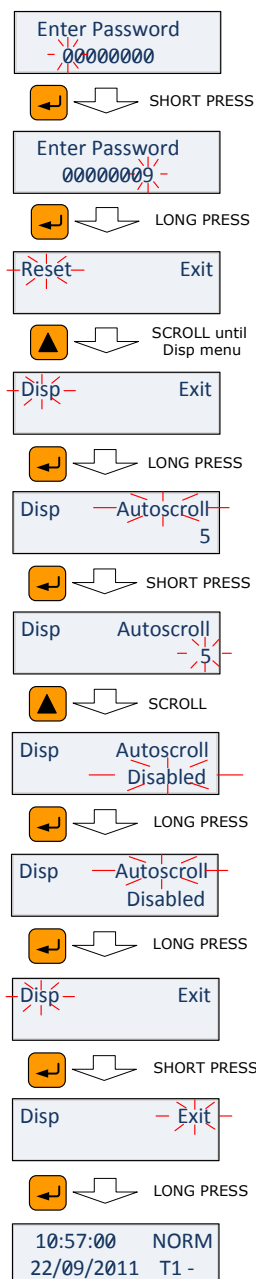 Enter Password
00000000
SHORT PRESS
Enter Password
00000009
LONG PRESS
Reset Exit
SCROLL until
Disp menu
Disp Exit
LONG PRESS
Disp Autoscroll
5
SHORT PRESS
Disp Autoscroll
5
SCROLL
Disp Autoscroll
Disabled
LONG PRESS
Disp Autoscroll
Disabled
LONG PRESS
Disp Exit
SHORT PRESS
Disp Exit
LONG PRESS
10:57:00 NORM
22/09/2011 T1 -